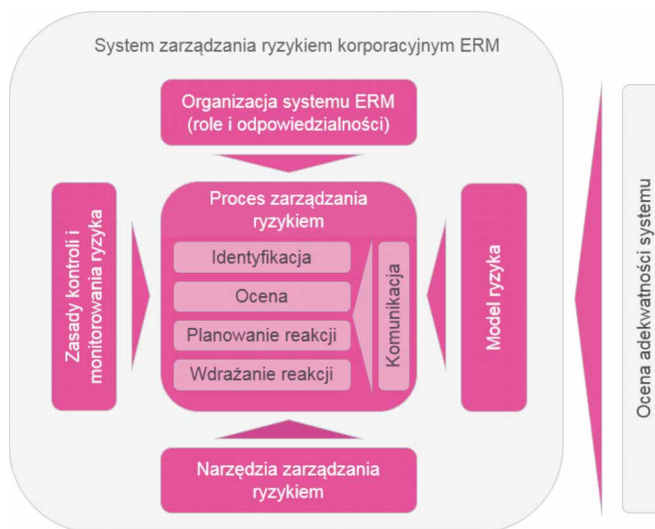 System zarządzania ryzykiem korporacyjnym ERM
Organizacja systemu ERM
(role i odpowiedzialności)
Zasady kontroli i
monitorowania ryzyka
Proces zarządzania
ryzykiem
Identyfikacja
Ocena
Planowanie reakcji
Wdrażanie reakcji
Komunikacja
Model ryzyka
Narzędzia zarządzania
ryzykiem
Ocena adekwatności systemu